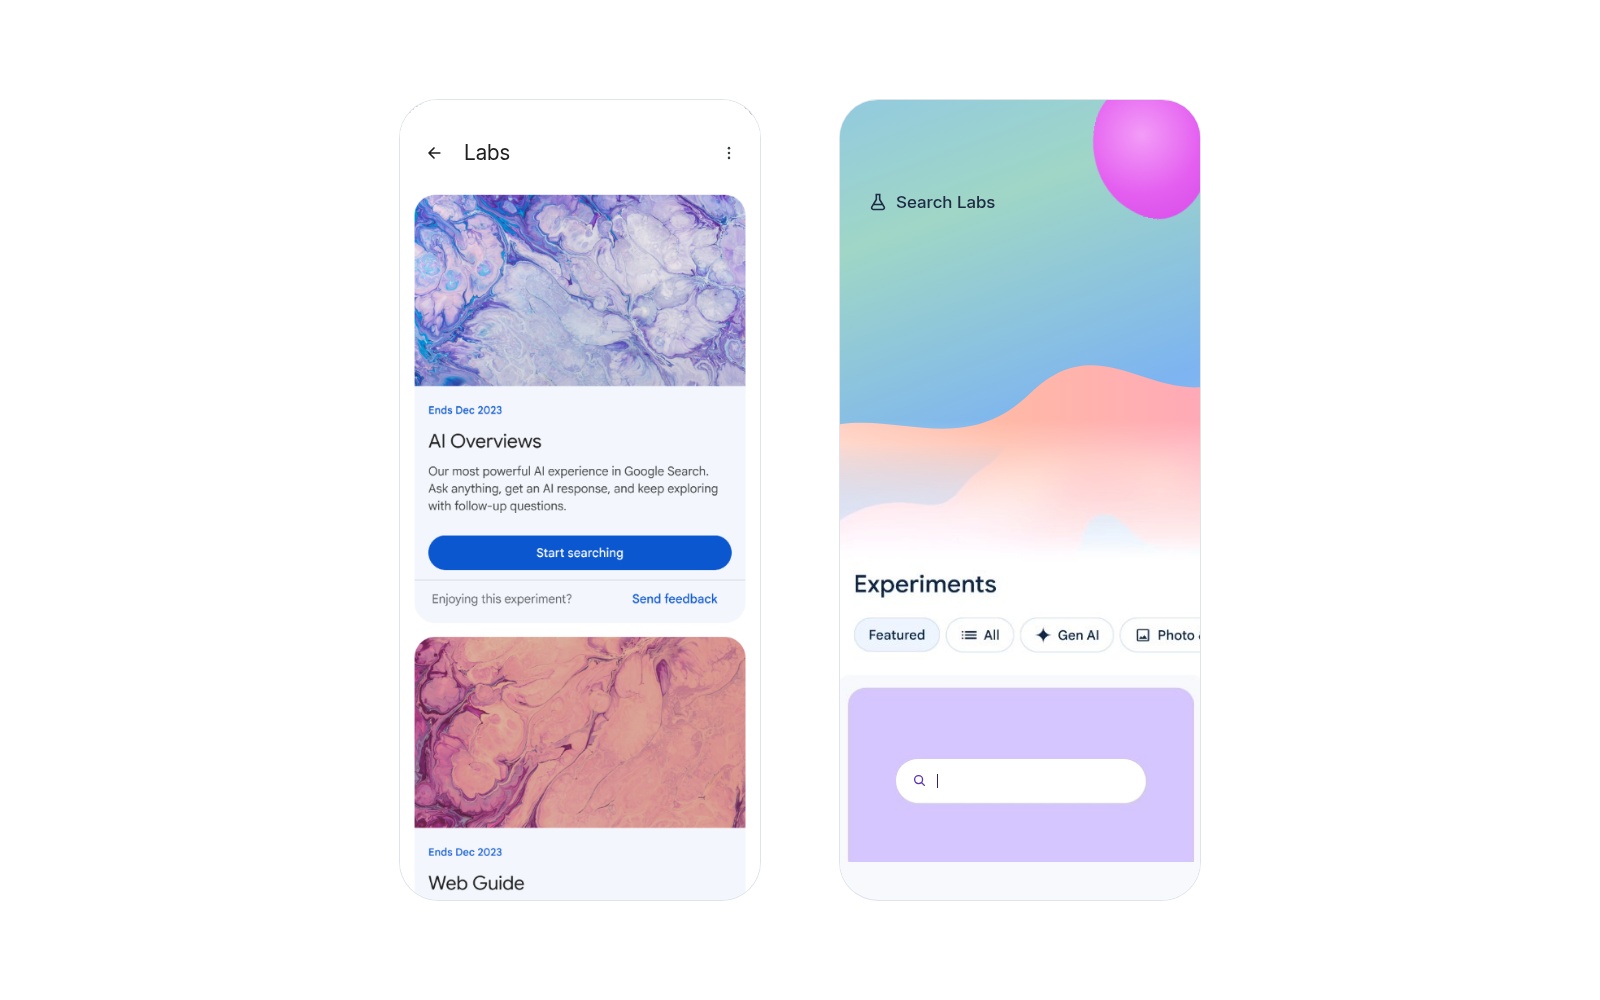 Labs
Ends Dec 2023
AI Overviews
Our most powerful AI experience in Google Search.
Ask anything, get an AI response, and keep exploring
with follow-up questions.
Start searching
Enjoying this experiment? Send feedback
Ends Dec 2023
Web Guide
Search Labs
Experiments
Featured All Gen AI Photo